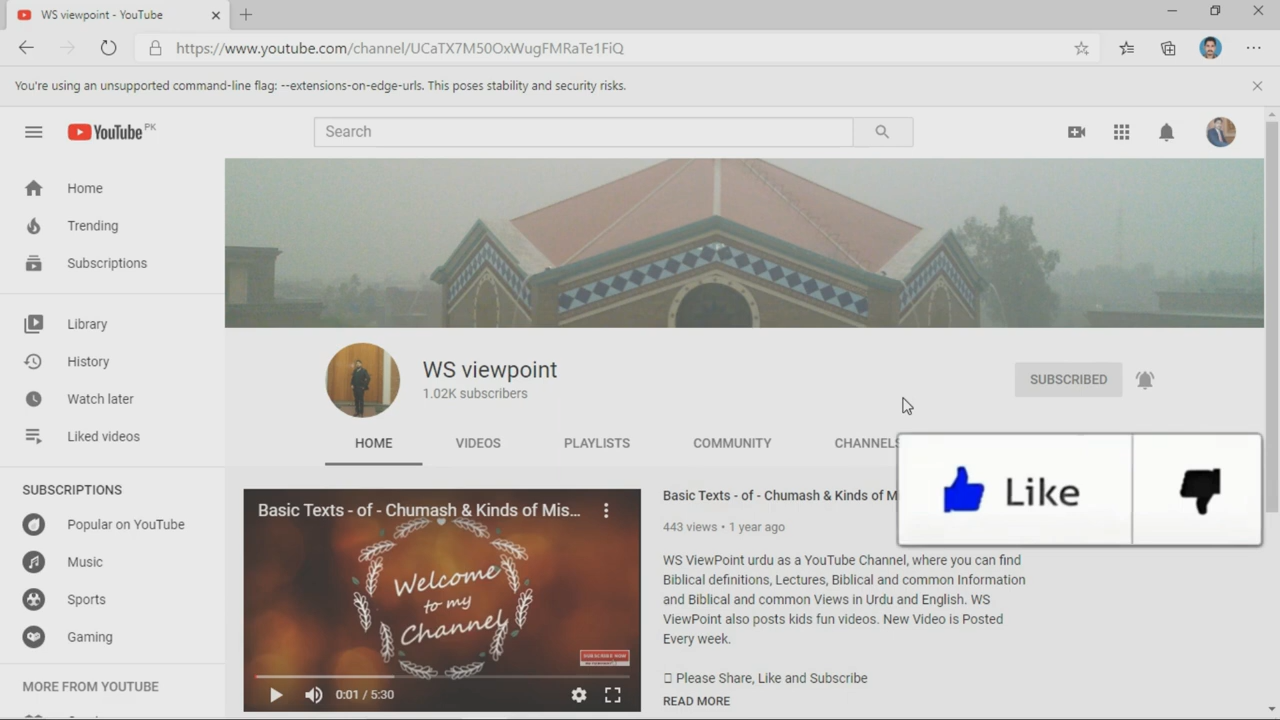 WS viewpoint - YouTube
https://www.youtube.com/channel/UCaTX7M50OxWugFMRaTe1FiQ
You're using an unsupported command-line flag: --extensions-on-edge-urls. This poses stability and security risks.
YouTube PK
Search
Home
Trending
Subscriptions
Library
History
Watch later
Liked videos
SUBSCRIPTIONS
Popular on YouTube
Music
Sports
Gaming
MORE FROM YOUTUBE
WS viewpoint
1.02K subscribers
SUBSCRIBED
HOME VIDEOS PLAYLISTS COMMUNITY CHANNELS
Like
Basic Texts - of - Chumash & Kinds of Mis...
Welcome
to my
Channel
SUBSCRIBE NOW
0:01 / 5:30
Basic Texts - of - Chumash & Kinds of M
443 views • 1 year ago
WS ViewPoint urdu as a YouTube Channel, where you can find
Biblical definitions, Lectures, Biblical and common Information
and Biblical and common Views in Urdu and English. WS
ViewPoint also posts kids fun videos. New Video is Posted
Every week.
Please Share, Like and Subscribe
READ MORE